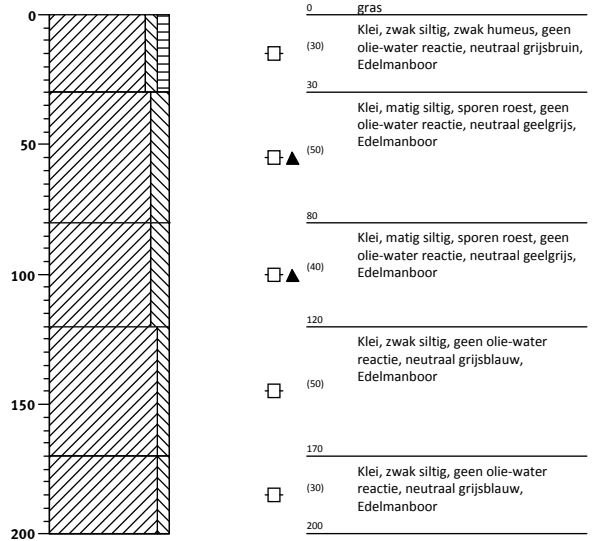 0
50
100
150
200
0 gras
(30)
Klei, zwak siltig, zwak humeus, geen
olie-water reactie, neutraal grijsbruin,
Edelmanboor
30
(50)
Klei, matig siltig, sporen roest, geen
olie-water reactie, neutraal geelgrijs,
Edelmanboor
80
(40)
Klei, matig siltig, sporen roest, geen
olie-water reactie, neutraal geelgrijs,
Edelmanboor
120
(50)
Klei, zwak siltig, geen olie-water
reactie, neutraal grijsblauw,
Edelmanboor
170
(30)
Klei, zwak siltig, geen olie-water
reactie, neutraal grijsblauw,
Edelmanboor
200